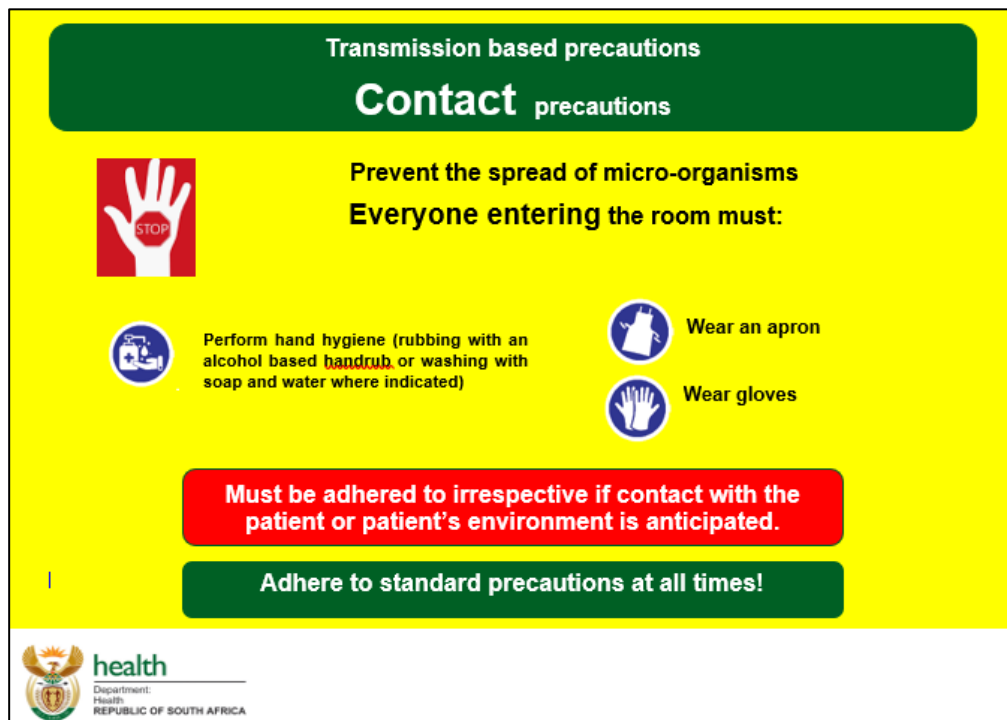 Transmission based precautions
Contact precautions
STOP
Prevent the spread of micro-organisms
Everyone entering the room must:
Perform hand hygiene (rubbing with an
alcohol based handrub or washing with
soap and water where indicated)
Wear an apron
Wear gloves
Must be adhered to irrespective if contact with the
patient or patient's environment is anticipated.
Adhere to standard precautions at all times!
health
Department:
Health
REPUBLIC OF SOUTH AFRICA